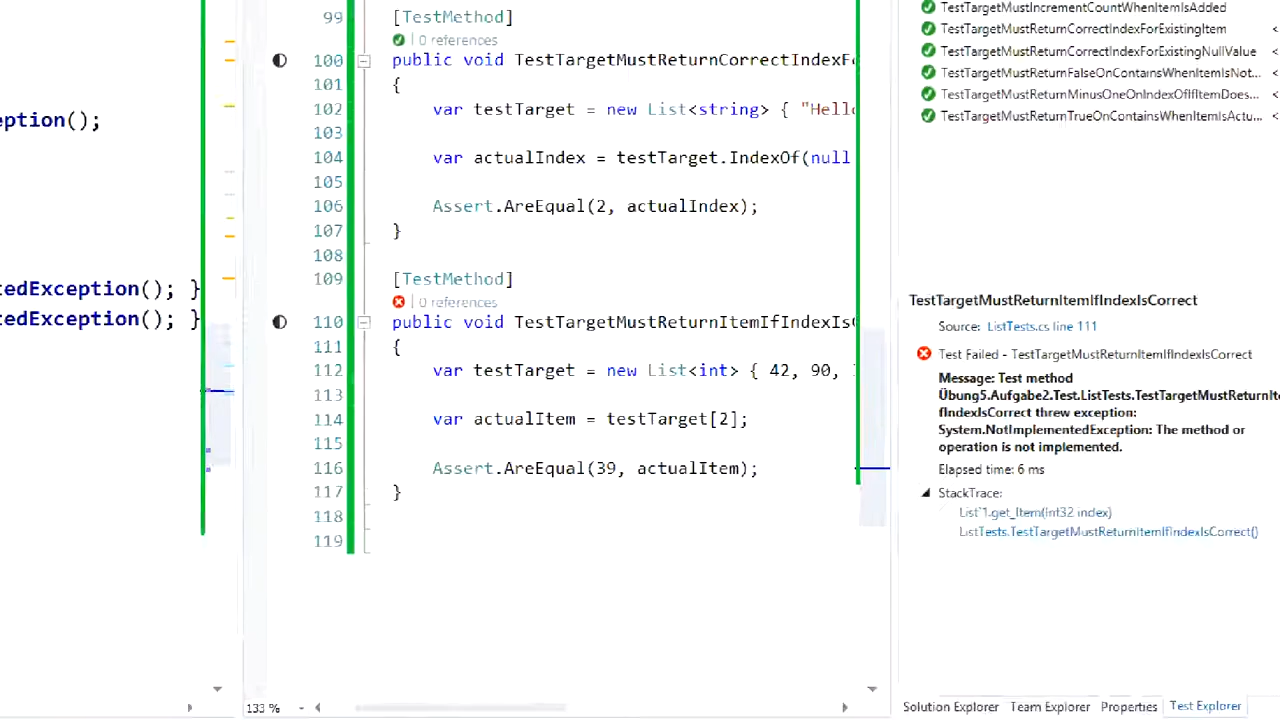 eption();
tedException(); }
tedException(); }
99 [TestMethod]
0 references
100 public void TestTargetMustReturnCorrectIndexF
101 {
102 var testTarget = new List<string> { "Hello
103
104 var actualIndex = testTarget.IndexOf(null
105
106 Assert.AreEqual(2, actualIndex);
107 }
108
109 [TestMethod]
0 references
110 public void TestTargetMustReturnItemIfIndexIsC
111 {
112 var testTarget = new List<int> { 42, 90,
113
114 var actualItem = testTarget[2];
115
116 Assert.AreEqual(39, actualItem);
117 }
118
119
133 %
TestTargetMustIncrementCountWhenItemIsAdded
TestTargetMustReturnCorrectIndexForExistingItem
TestTargetMustReturnCorrectIndexForExistingNullValue
TestTargetMustReturnFalseOnContainsWhenItemIsNot...
TestTargetMustReturnMinusOneOnIndexOfIfItemDoes...
TestTargetMustReturnTrueOnContainsWhenItemIsActu...
TestTargetMustReturnItemIfIndexIsCorrect
Source: ListTests.cs line 111
Test Failed - TestTargetMustReturnItemIfIndexIsCorrect
Message: Test method
Übung5.Aufgabe2.Test.ListTests.TestTargetMustReturnIte
fIndexIsCorrect threw exception:
System.NotImplementedException: The method or
operation is not implemented.
Elapsed time: 6 ms
StackTrace:
List`1.get_Item(Int32 index)
ListTests.TestTargetMustReturnItemIfIndexIsCorrect()
Solution Explorer Team Explorer Properties Test Explorer